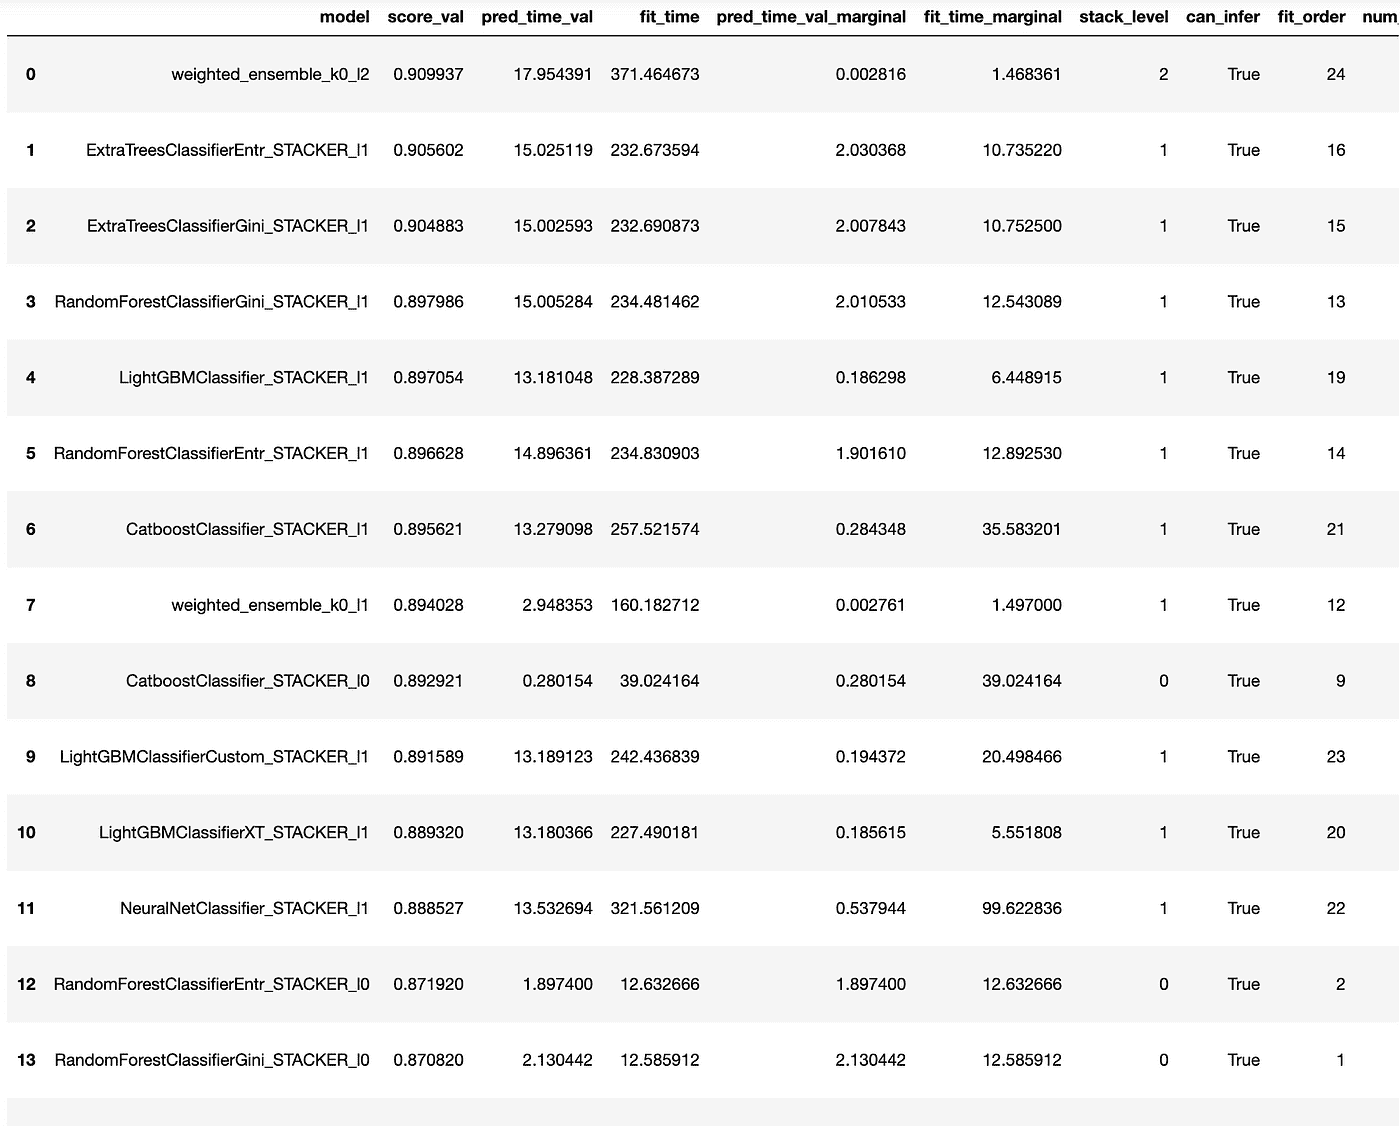 model score_val pred_time_val fit_time pred_time_val_marginal fit_time_marginal stack_level can_infer fit_order num_
0 weighted_ensemble_k0_l2 0.909937 17.954391 371.464673 0.002816 1.468361 2 True 24
1 ExtraTreesClassifierEntr_STACKER_l1 0.905602 15.025119 232.673594 2.030368 10.735220 1 True 16
2 ExtraTreesClassifierGini_STACKER_l1 0.904883 15.002593 232.690873 2.007843 10.752500 1 True 15
3 RandomForestClassifierGini_STACKER_l1 0.897986 15.005284 234.481462 2.010533 12.543089 1 True 13
4 LightGBMClassifier_STACKER_l1 0.897054 13.181048 228.387289 0.186298 6.448915 1 True 19
5 RandomForestClassifierEntr_STACKER_l1 0.896628 14.896361 234.830903 1.901610 12.892530 1 True 14
6 CatboostClassifier_STACKER_l1 0.895621 13.279098 257.521574 0.284348 35.583201 1 True 21
7 weighted_ensemble_k0_l1 0.894028 2.948353 160.182712 0.002761 1.497000 1 True 12
8 CatboostClassifier_STACKER_l0 0.892921 0.280154 39.024164 0.280154 39.024164 0 True 9
9 LightGBMClassifierCustom_STACKER_l1 0.891589 13.189123 242.436839 0.194372 20.498466 1 True 23
10 LightGBMClassifierXT_STACKER_l1 0.889320 13.180366 227.490181 0.185615 5.551808 1 True 20
11 NeuralNetClassifier_STACKER_l1 0.888527 13.532694 321.561209 0.537944 99.622836 1 True 22
12 RandomForestClassifierEntr_STACKER_l0 0.871920 1.897400 12.632666 1.897400 12.632666 0 True 2
13 RandomForestClassifierGini_STACKER_l0 0.870820 2.130442 12.585912 2.130442 12.585912 0 True 1